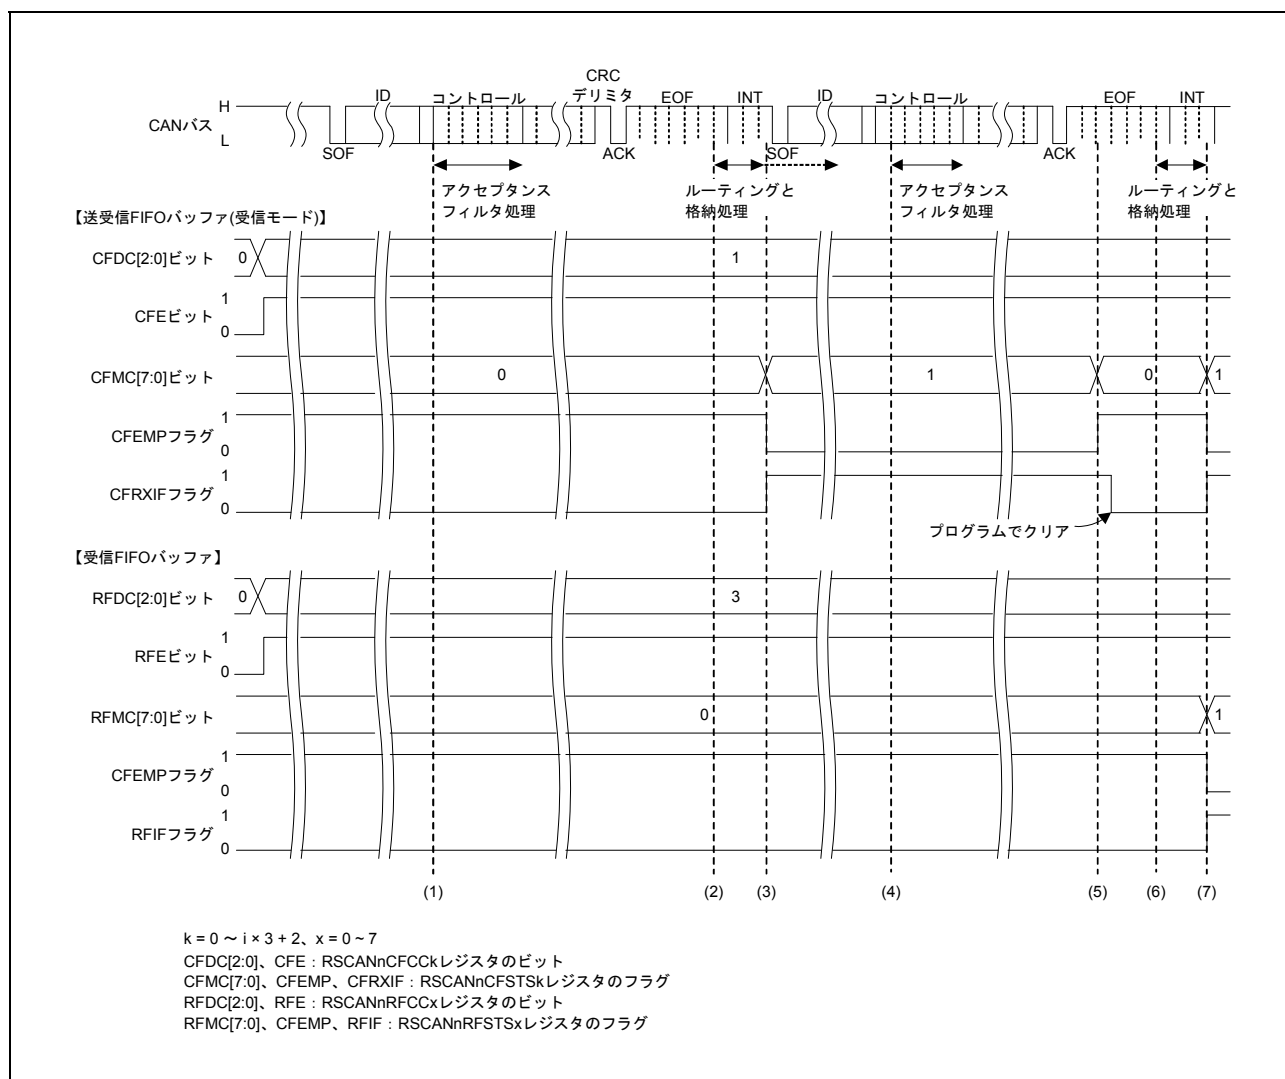 CRC
ID コントロール デリミタ EOF INT ID コントロール EOF INT
H
CANバス
L
SOF ACK SOF ACK
アクセプタンス
フィルタ処理
ルーティングと
格納処理
アクセプタンス
フィルタ処理
ルーティングと
格納処理
【送受信FIFOバッファ(受信モード)】
CFDC[2:0]ビット 0 1
1
CFEビット
0
CFMC[7:0]ビット 0 1 0 1
1
CFEMPフラグ
0
1
CFRXIFフラグ
0
プログラムでクリア
【受信FIFOバッファ】
RFDC[2:0]ビット 0 3
1
RFEビット
0
RFMC[7:0]ビット 0 1
1
CFEMPフラグ
0
1
RFIFフラグ
0
(1) (2) (3) (4) (5) (6) (7)
k = 0 ～ i × 3 + 2、x = 0 ~ 7
CFDC[2:0]、CFE : RSCANnCFCCkレジスタのビット
CFMC[7:0]、CFEMP、CFRXIF : RSCANnCFSTSkレジスタのフラグ
RFDC[2:0]、RFE : RSCANnRFCCxレジスタのビット
RFMC[7:0]、CFEMP、RFIF : RSCANnRFSTSxレジスタのフラグ